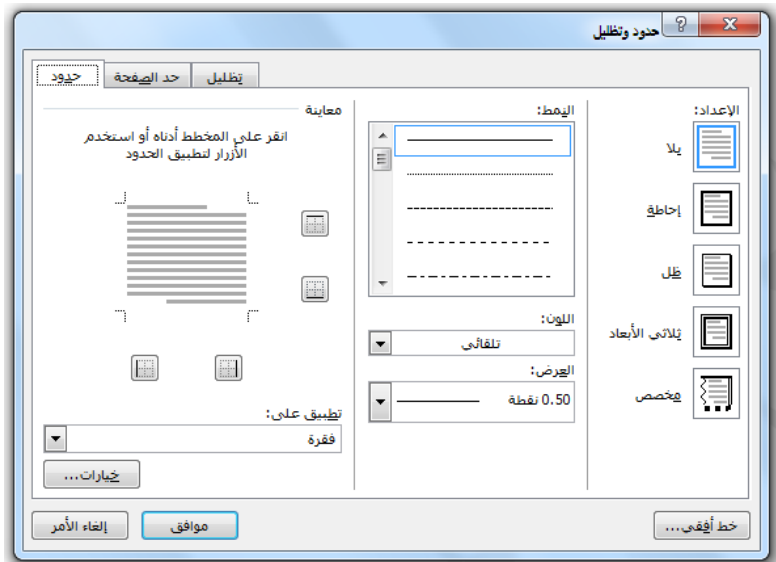 حدود وتظليل
حدود
حد الصفحة
تظليل
الإعداد:
بلا
إحاطة
ظل
ثلاثي الأبعاد
مخصص
النمط:
اللون:
تلقائي
العرض:
0.50 نقطة
معاينة
انقر على المخطط أدناه أو استخدم
الأزرار لتطبيق الحدود
تطبيق على:
فقرة
خيارات...
خط أفقي...
موافق
إلغاء الأمر